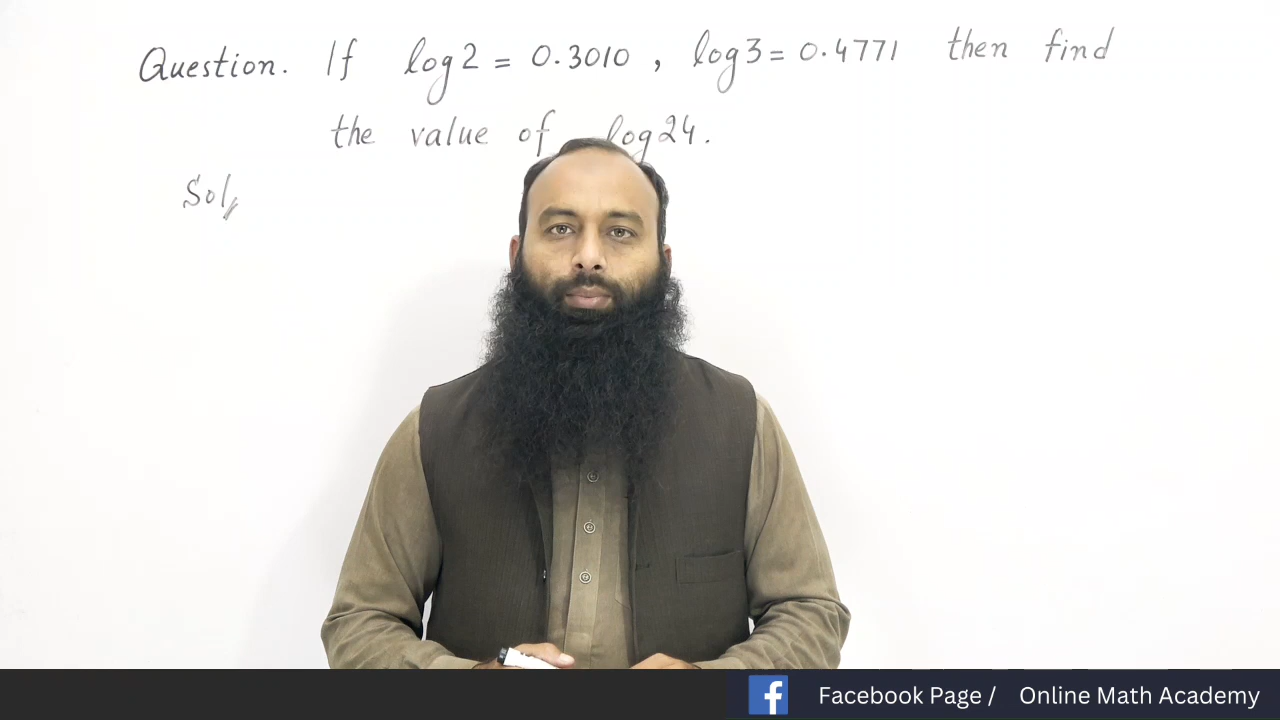 Question. If log2 = 0.3010 , log3 = 0.4771 then find
the value of log24.
Sol,
Facebook Page / Online Math Academy